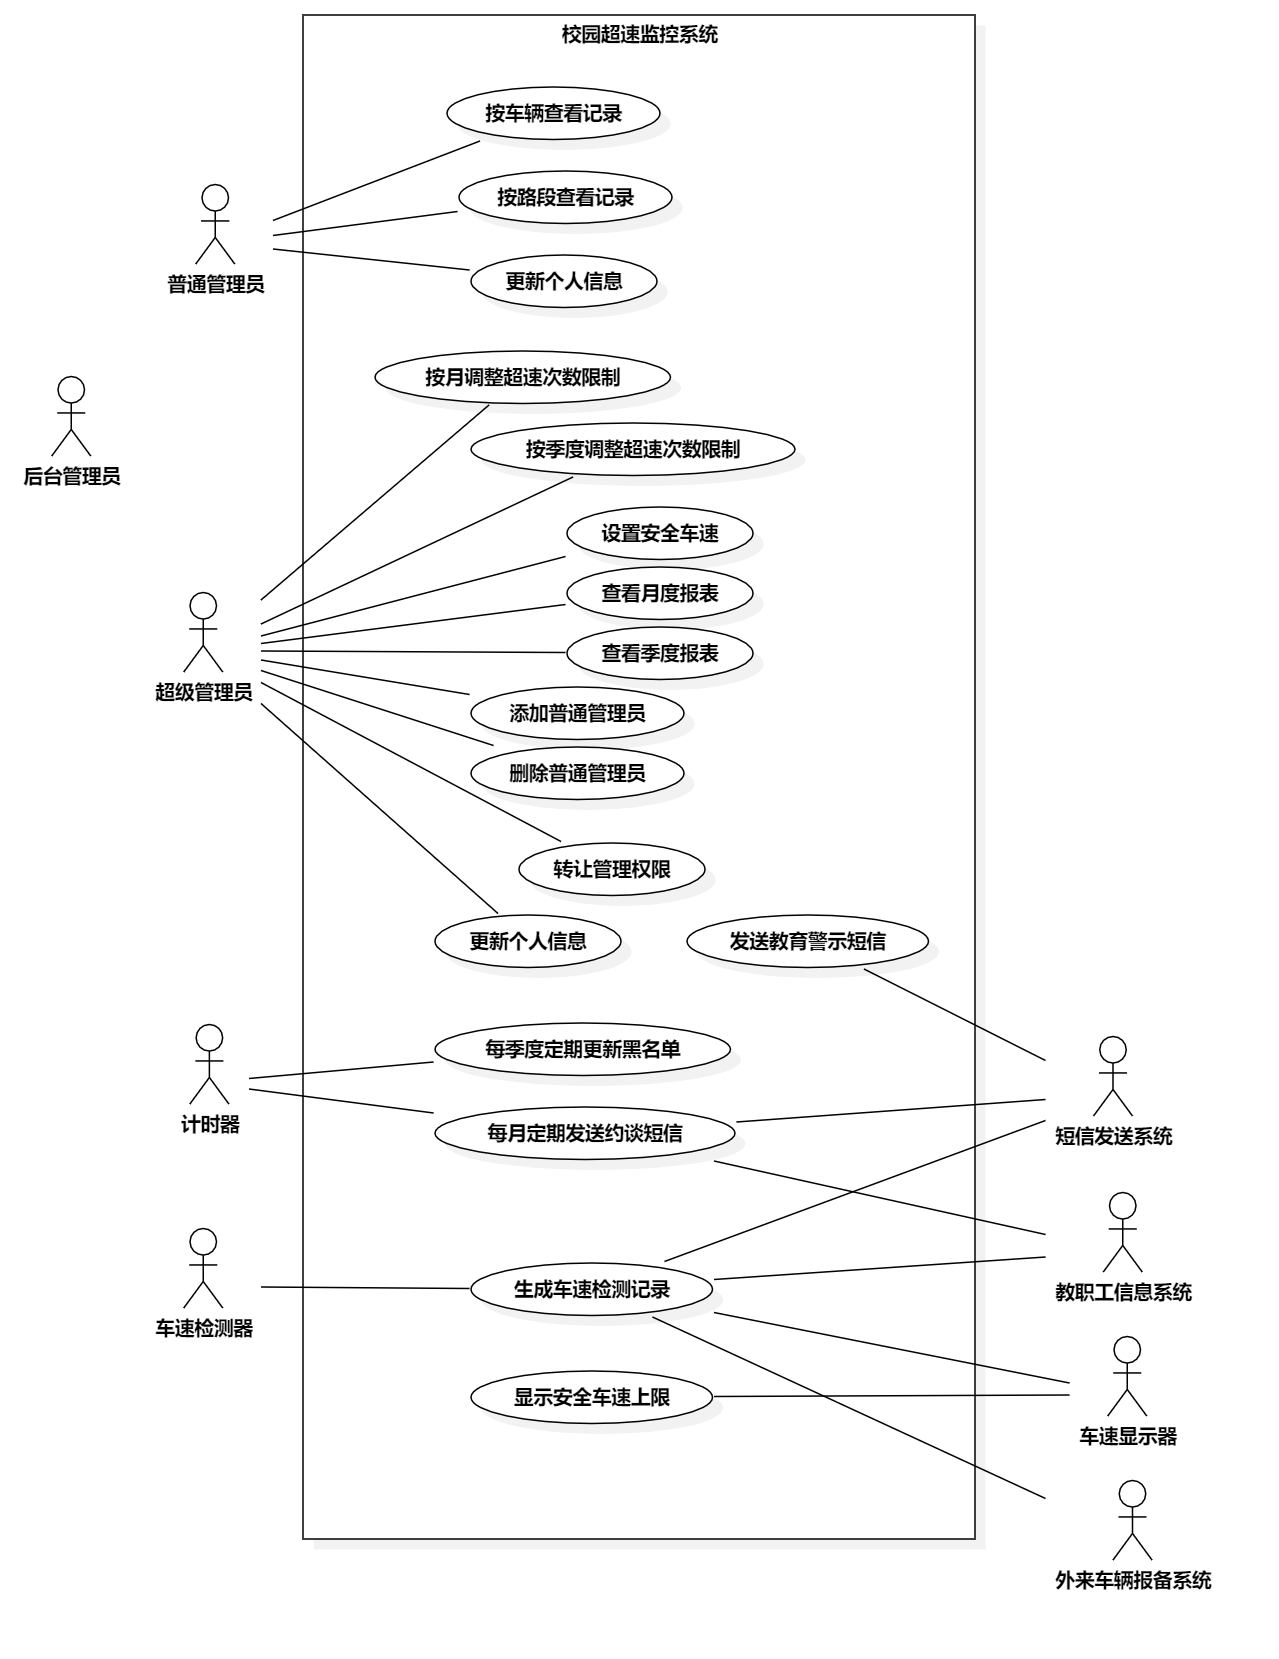 校园超速监控系统
按车辆查看记录
按路段查看记录
普通管理员
更新个人信息
按月调整超速次数限制
按季度调整超速次数限制
后台管理员
设置安全车速
查看月度报表
查看季度报表
超级管理员
添加普通管理员
删除普通管理员
转让管理权限
更新个人信息
发送教育警示短信
每季度定期更新黑名单
计时器
每月定期发送约谈短信
短信发送系统
生成车速检测记录
教职工信息系统
车速检测器
显示安全车速上限
车速显示器
外来车辆报备系统